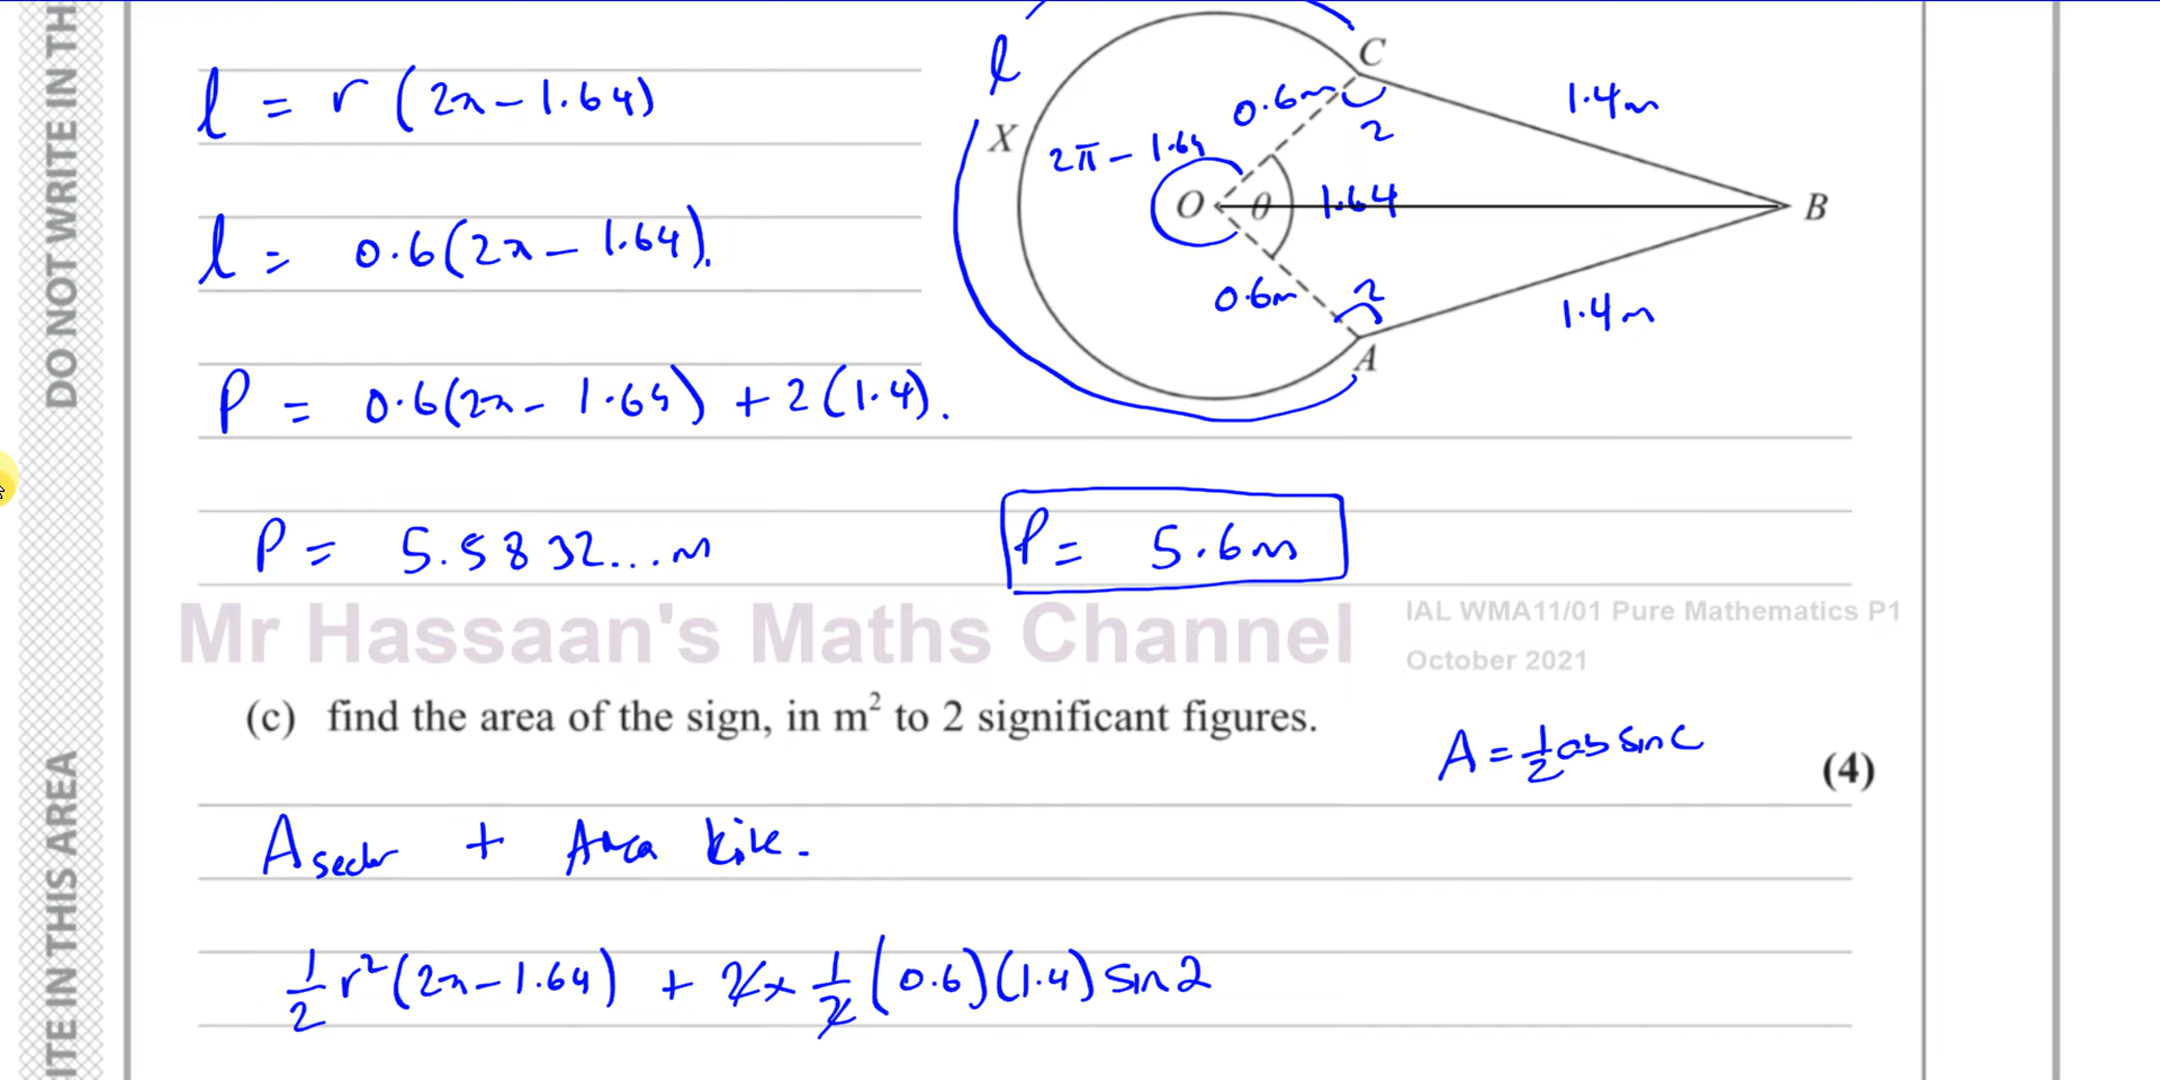 DO NOT WRITE IN TH
ITE IN THIS AREA
l = r (2π - 1.64)
l = 0.6(2π - 1.64).
P = 0.6(2π - 1.64) + 2(1.4).
P = 5.5832... m
P = 5.6m
l
X
C
0.6m
2
1.4m
2π - 1.64
O
θ
1.64
B
0.6m
2
1.4m
A
Mr Hassaan's Maths Channel
IAL WMA11/01 Pure Mathematics P1
October 2021
(c) find the area of the sign, in m² to 2 significant figures.
A = ½ab sin C
(4)
A sector + Area kite.
½ r² (2π - 1.64) + 2 × ½ (0.6)(1.4) sin 2